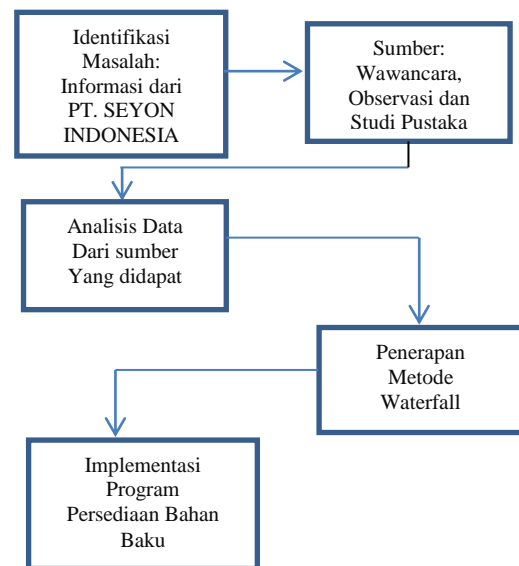 Identifikasi
Masalah:
Informasi dari
PT. SEYON
INDONESIA
Sumber:
Wawancara,
Observasi dan
Studi Pustaka
Analisis Data
Dari sumber
Yang didapat
Penerapan
Metode
Waterfall
Implementasi
Program
Persediaan Bahan
Baku